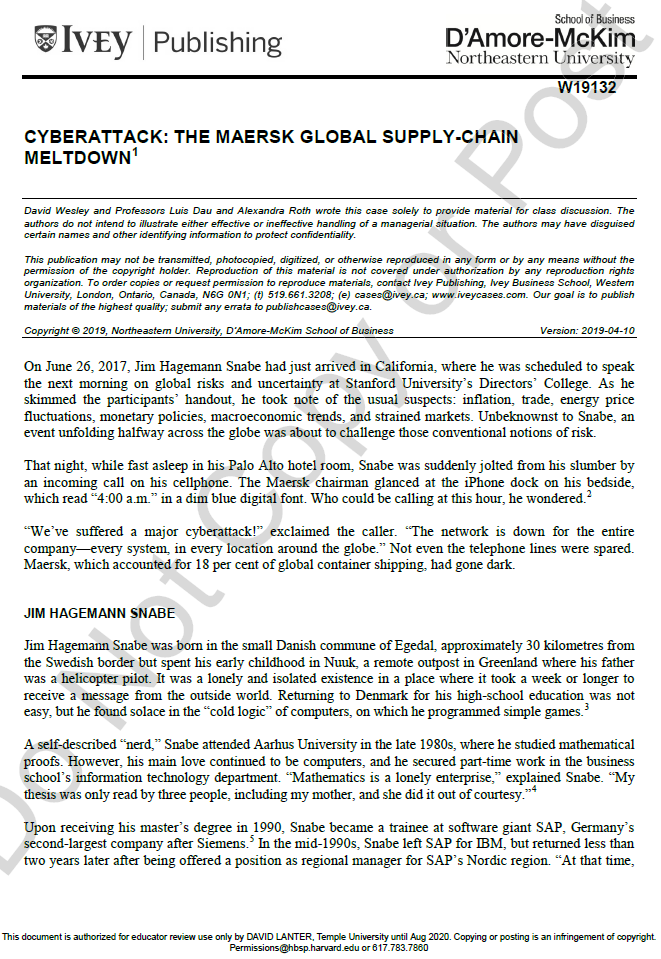 IVEY | Publishing
School of Business
D'Amore-McKim
Northeastern University
W19132
CYBERATTACK: THE MAERSK GLOBAL SUPPLY-CHAIN
MELTDOWN1
David Wesley and Professors Luis Dau and Alexandra Roth wrote this case solely to provide material for class discussion. The
authors do not intend to illustrate either effective or ineffective handling of a managerial situation. The authors may have disguised
certain names and other identifying information to protect confidentiality.
This publication may not be transmitted, photocopied, digitized, or otherwise reproduced in any form or by any means without the
permission of the copyright holder. Reproduction of this material is not covered under authorization by any reproduction rights
organization. To order copies or request permission to reproduce materials, contact Ivey Publishing, Ivey Business School, Western
University, London, Ontario, Canada, N6G 0N1; (t) 519.661.3208; (e) cases@ivey.ca; www.iveycases.com. Our goal is to publish
materials of the highest quality; submit any errata to publishcases@ivey.ca.
Copyright © 2019, Northeastern University, D'Amore-McKim School of Business Version: 2019-04-10
On June 26, 2017, Jim Hagemann Snabe had just arrived in California, where he was scheduled to speak
the next morning on global risks and uncertainty at Stanford University's Directors' College. As he
skimmed the participants' handout, he took note of the usual suspects: inflation, trade, energy price
fluctuations, monetary policies, macroeconomic trends, and strained markets. Unbeknownst to Snabe, an
event unfolding halfway across the globe was about to challenge those conventional notions of risk.
That night, while fast asleep in his Palo Alto hotel room, Snabe was suddenly jolted from his slumber by
an incoming call on his cellphone. The Maersk chairman glanced at the iPhone dock on his bedside,
which read "4:00 a.m." in a dim blue digital font. Who could be calling at this hour, he wondered.2
"We've suffered a major cyberattack!" exclaimed the caller. "The network is down for the entire
company—every system, in every location around the globe." Not even the telephone lines were spared.
Maersk, which accounted for 18 per cent of global container shipping, had gone dark.
JIM HAGEMANN SNABE
Jim Hagemann Snabe was born in the small Danish commune of Egedal, approximately 30 kilometres from
the Swedish border but spent his early childhood in Nuuk, a remote outpost in Greenland where his father
was a helicopter pilot. It was a lonely and isolated existence in a place where it took a week or longer to
receive a message from the outside world. Returning to Denmark for his high-school education was not
easy, but he found solace in the "cold logic" of computers, on which he programmed simple games.3
A self-described "nerd," Snabe attended Aarhus University in the late 1980s, where he studied mathematical
proofs. However, his main love continued to be computers, and he secured part-time work in the business
school's information technology department. "Mathematics is a lonely enterprise," explained Snabe. "My
thesis was only read by three people, including my mother, and she did it out of courtesy."4
Upon receiving his master's degree in 1990, Snabe became a trainee at software giant SAP, Germany's
second-largest company after Siemens.5 In the mid-1990s, Snabe left SAP for IBM, but returned less than
two years later after being offered a position as regional manager for SAP's Nordic region. "At that time,
This document is authorized for educator review use only by DAVID LANTER, Temple University until Aug 2020. Copying or posting is an infringement of copyright.
Permissions@hbsp.harvard.edu or 617.783.7860
Do Not Copy or Post